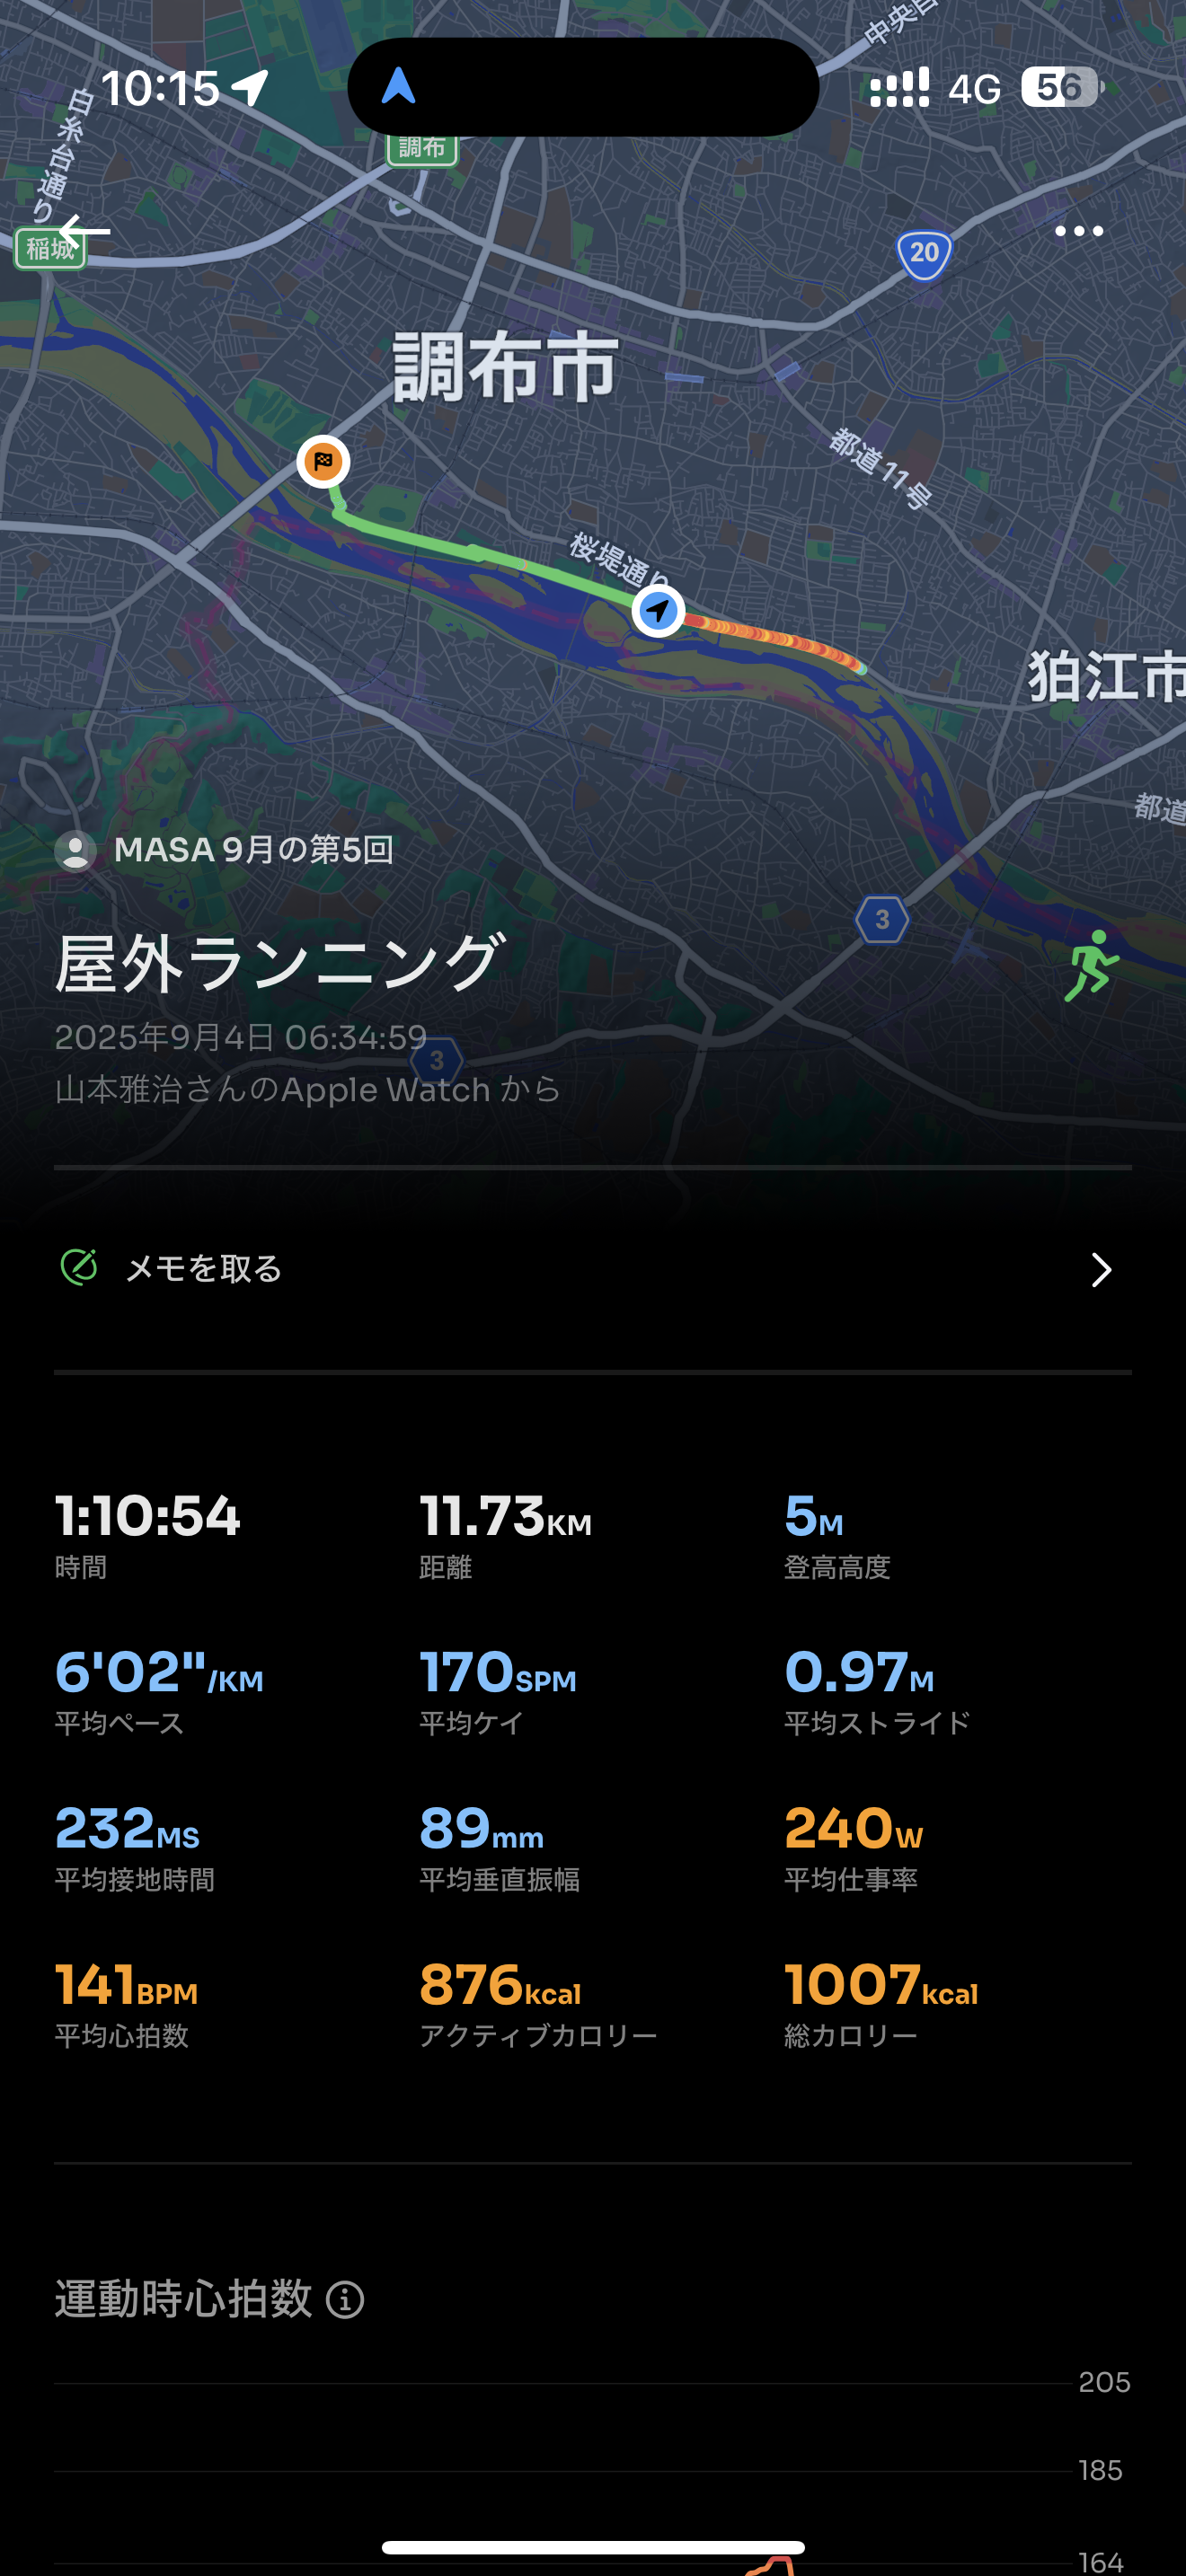 中央自
10:15
4G
56
白糸台通り
調布
稲城
20
調布市
都道11号
桜堤通り
狛江市
都道
MASA 9月の第5回
3
屋外ランニング
2025年9月4日 06:34:59
3
山本雅治さんのApple Watch から
メモを取る
1:10:54
11.73KM
5M
時間
距離
登高高度
6'02"/KM
170SPM
0.97M
平均ペース
平均ケイ
平均ストライド
232MS
89mm
240W
平均接地時間
平均垂直振幅
平均仕事率
141BPM
876kcal
1007kcal
平均心拍数
アクティブカロリー
総カロリー
運動時心拍数
205
185
164